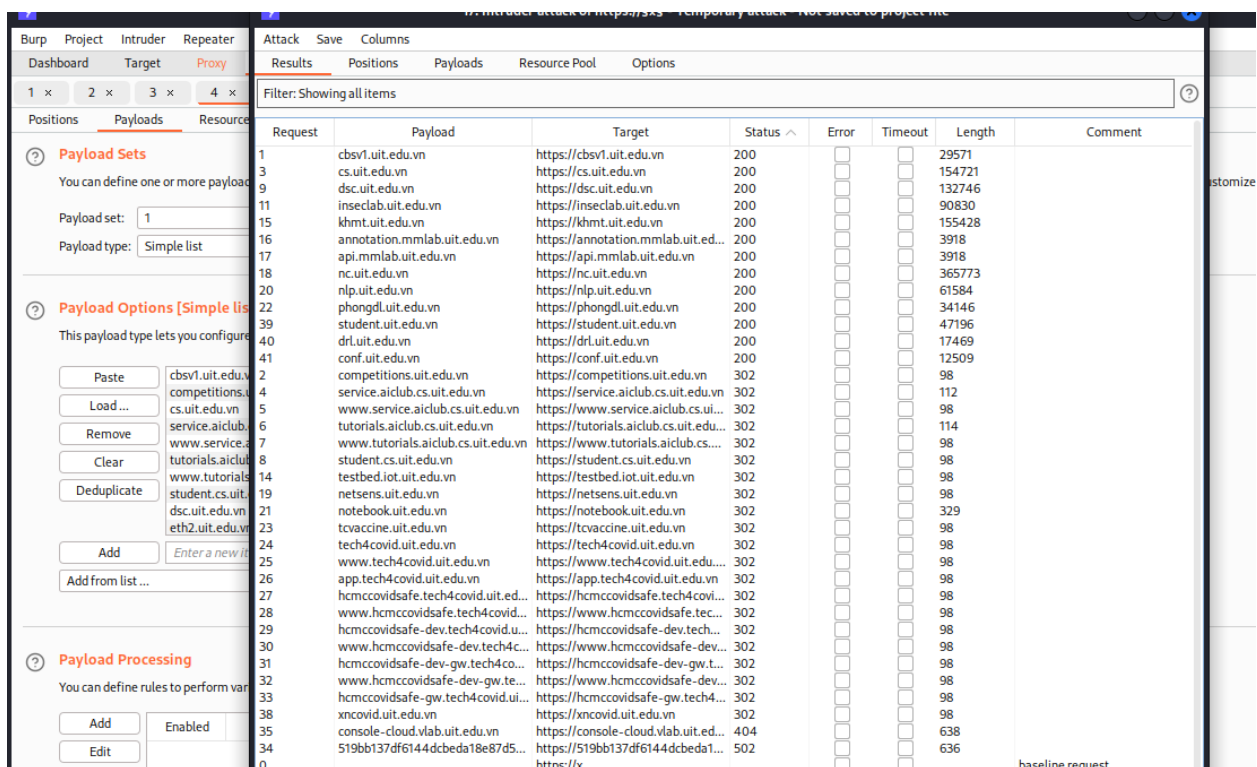 17. Intruder attack of https://$x$ - Temporary attack - Not saved to project file
Burp Project Intruder Repeater
Dashboard Target Proxy
1 × 2 × 3 × 4 ×
Positions Payloads Resource
Payload Sets
You can define one or more payload
Payload set: 1
Payload type: Simple list
Payload Options [Simple lis
This payload type lets you configure
Paste
Load ...
Remove
Clear
Deduplicate
cbsv1.uit.edu.v
competitions.u
cs.uit.edu.vn
service.aiclub.
www.service.a
tutorials.aiclub
www.tutorials
student.cs.uit.
dsc.uit.edu.vn
eth2.uit.edu.vn
Add Enter a new it
Add from list ...
Payload Processing
You can define rules to perform var
Add
Edit
Enabled
Attack Save Columns
Results Positions Payloads Resource Pool Options
Filter: Showing all items
Request Payload Target Status Error Timeout Length Comment
1 cbsv1.uit.edu.vn https://cbsv1.uit.edu.vn 200 29571
3 cs.uit.edu.vn https://cs.uit.edu.vn 200 154721
9 dsc.uit.edu.vn https://dsc.uit.edu.vn 200 132746
11 inseclab.uit.edu.vn https://inseclab.uit.edu.vn 200 90830
15 khmt.uit.edu.vn https://khmt.uit.edu.vn 200 155428
16 annotation.mmlab.uit.edu.vn https://annotation.mmlab.uit.ed... 200 3918
17 api.mmlab.uit.edu.vn https://api.mmlab.uit.edu.vn 200 3918
18 nc.uit.edu.vn https://nc.uit.edu.vn 200 365773
20 nlp.uit.edu.vn https://nlp.uit.edu.vn 200 61584
22 phongdl.uit.edu.vn https://phongdl.uit.edu.vn 200 34146
39 student.uit.edu.vn https://student.uit.edu.vn 200 47196
40 drl.uit.edu.vn https://drl.uit.edu.vn 200 17469
41 conf.uit.edu.vn https://conf.uit.edu.vn 200 12509
2 competitions.uit.edu.vn https://competitions.uit.edu.vn 302 98
4 service.aiclub.cs.uit.edu.vn https://service.aiclub.cs.uit.edu.vn 302 112
5 www.service.aiclub.cs.uit.edu.vn https://www.service.aiclub.cs.ui... 302 98
6 tutorials.aiclub.cs.uit.edu.vn https://tutorials.aiclub.cs.uit.edu... 302 114
7 www.tutorials.aiclub.cs.uit.edu.vn https://www.tutorials.aiclub.cs.... 302 98
8 student.cs.uit.edu.vn https://student.cs.uit.edu.vn 302 98
14 testbed.iot.uit.edu.vn https://testbed.iot.uit.edu.vn 302 98
19 netsens.uit.edu.vn https://netsens.uit.edu.vn 302 98
21 notebook.uit.edu.vn https://notebook.uit.edu.vn 302 329
23 tcvaccine.uit.edu.vn https://tcvaccine.uit.edu.vn 302 98
24 tech4covid.uit.edu.vn https://tech4covid.uit.edu.vn 302 98
25 www.tech4covid.uit.edu.vn https://www.tech4covid.uit.edu.... 302 98
26 app.tech4covid.uit.edu.vn https://app.tech4covid.uit.edu.vn 302 98
27 hcmccovidsafe.tech4covid.uit.ed... https://hcmccovidsafe.tech4covi... 302 98
28 www.hcmccovidsafe.tech4covid... https://www.hcmccovidsafe.tec... 302 98
29 hcmccovidsafe-dev.tech4covid.u... https://hcmccovidsafe-dev.tech... 302 98
30 www.hcmccovidsafe-dev.tech4c... https://www.hcmccovidsafe-dev... 302 98
31 hcmccovidsafe-dev-gw.tech4co... https://hcmccovidsafe-dev-gw.t... 302 98
32 www.hcmccovidsafe-dev-gw.te... https://www.hcmccovidsafe-dev... 302 98
33 hcmccovidsafe-gw.tech4covid.ui... https://hcmccovidsafe-gw.tech4... 302 98
38 xncovid.uit.edu.vn https://xncovid.uit.edu.vn 302 98
35 console-cloud.vlab.uit.edu.vn https://console-cloud.vlab.uit.ed... 404 638
34 519bb137df6144dcbeda18e87d5... https://519bb137df6144dcbeda1... 502 636
0 https://x baseline request
istomize